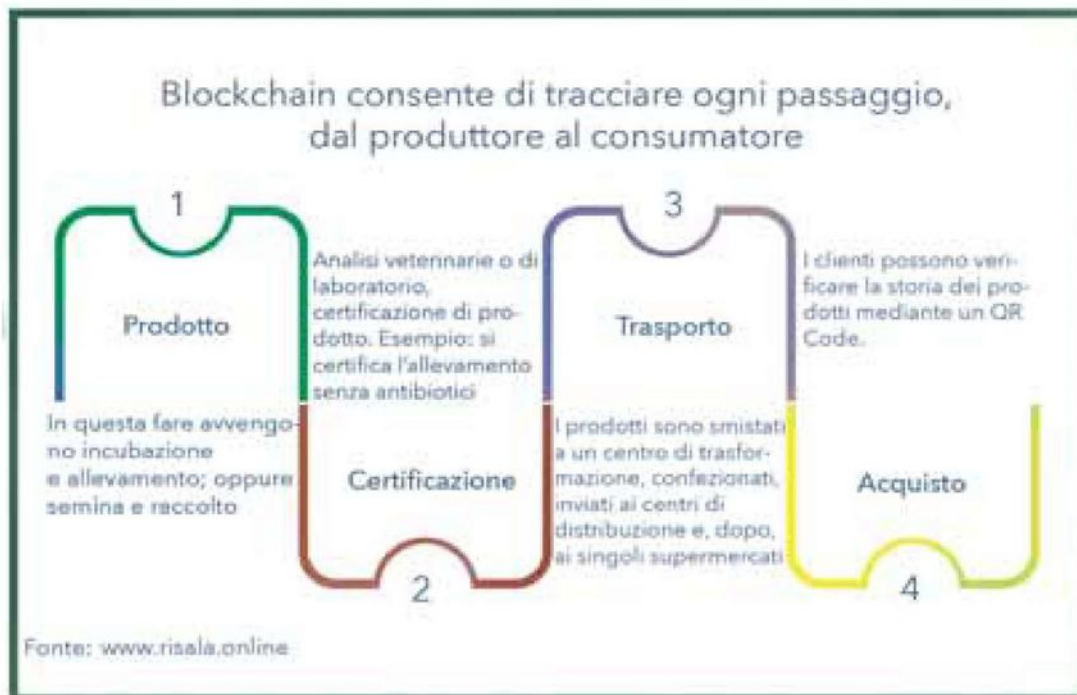 Blockchain consente di tracciare ogni passaggio,
dal produttore al consumatore
1
Prodotto
In questa fare avvengo-
no incubazione
e allevamento; oppure
semina e raccolto
Analisi veterinarie o di
laboratorio,
certificazione di pro-
dotto. Esempio: si
certifica l'allevamento
senza antibiotici
Certificazione
2
3
Trasporto
I prodotti sono smistati
a un centro di trasfor-
mazione, confezionati,
inviati ai centri di
distribuzione e, dopo,
ai singoli supermercati
I clienti possono veri-
ficare la storia dei pro-
dotti mediante un QR
Code.
Acquisto
4
Fonte: www.risala.online